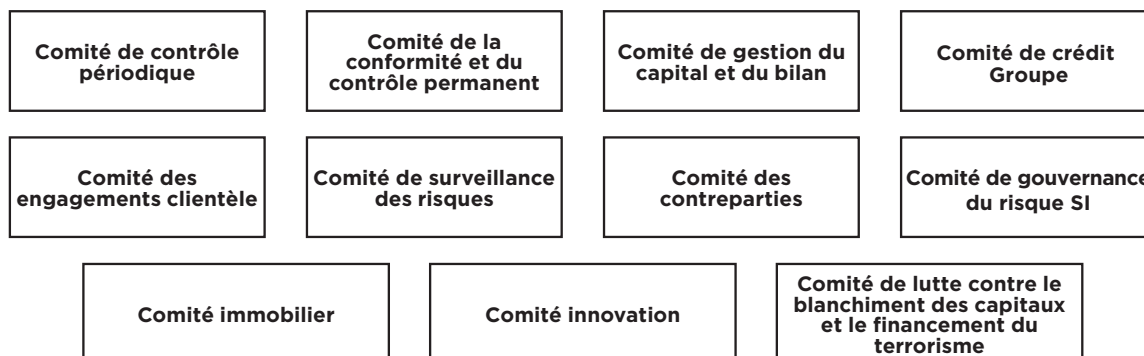 Comité de contrôle
périodique
Comité de la
conformité et du
contrôle permanent
Comité de gestion du
capital et du bilan
Comité de crédit
Groupe
Comité des
engagements clientèle
Comité de surveillance
des risques
Comité des
contreparties
Comité de gouvernance
du risque SI
Comité immobilier
Comité innovation
Comité de lutte contre le
blanchiment des capitaux
et le financement du
terrorisme